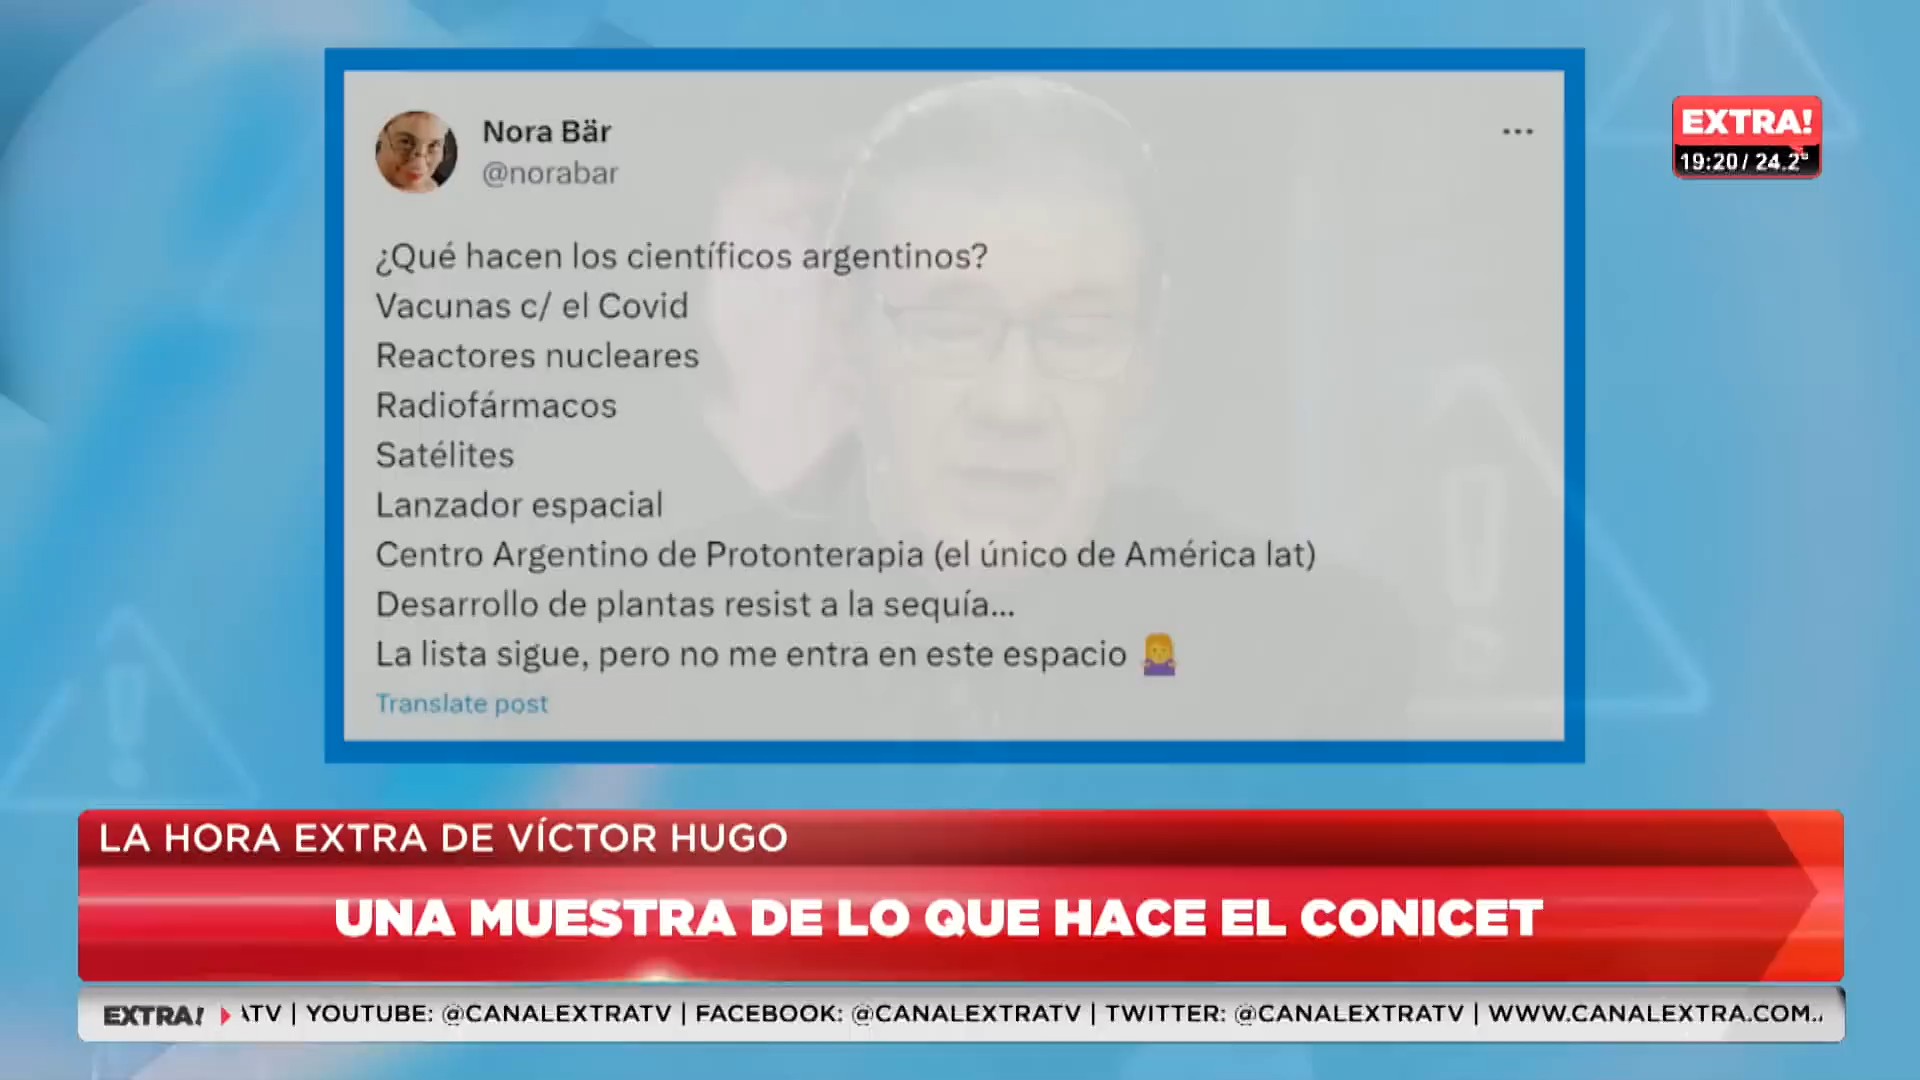 Nora Bär
@norabar
¿Qué hacen los científicos argentinos?
Vacunas c/ el Covid
Reactores nucleares
Radiofármacos
Satélites
Lanzador espacial
Centro Argentino de Protonterapia (el único de América lat)
Desarrollo de plantas resist a la sequía...
La lista sigue, pero no me entra en este espacio 🤷‍♀️
Translate post
EXTRA!
19:20 / 24.2°
LA HORA EXTRA DE VÍCTOR HUGO
UNA MUESTRA DE LO QUE HACE EL CONICET
EXTRA! ATV | YOUTUBE: @CANALEXTRATV | FACEBOOK: @CANALEXTRATV | TWITTER: @CANALEXTRATV | WWW.CANALEXTRA.COM..